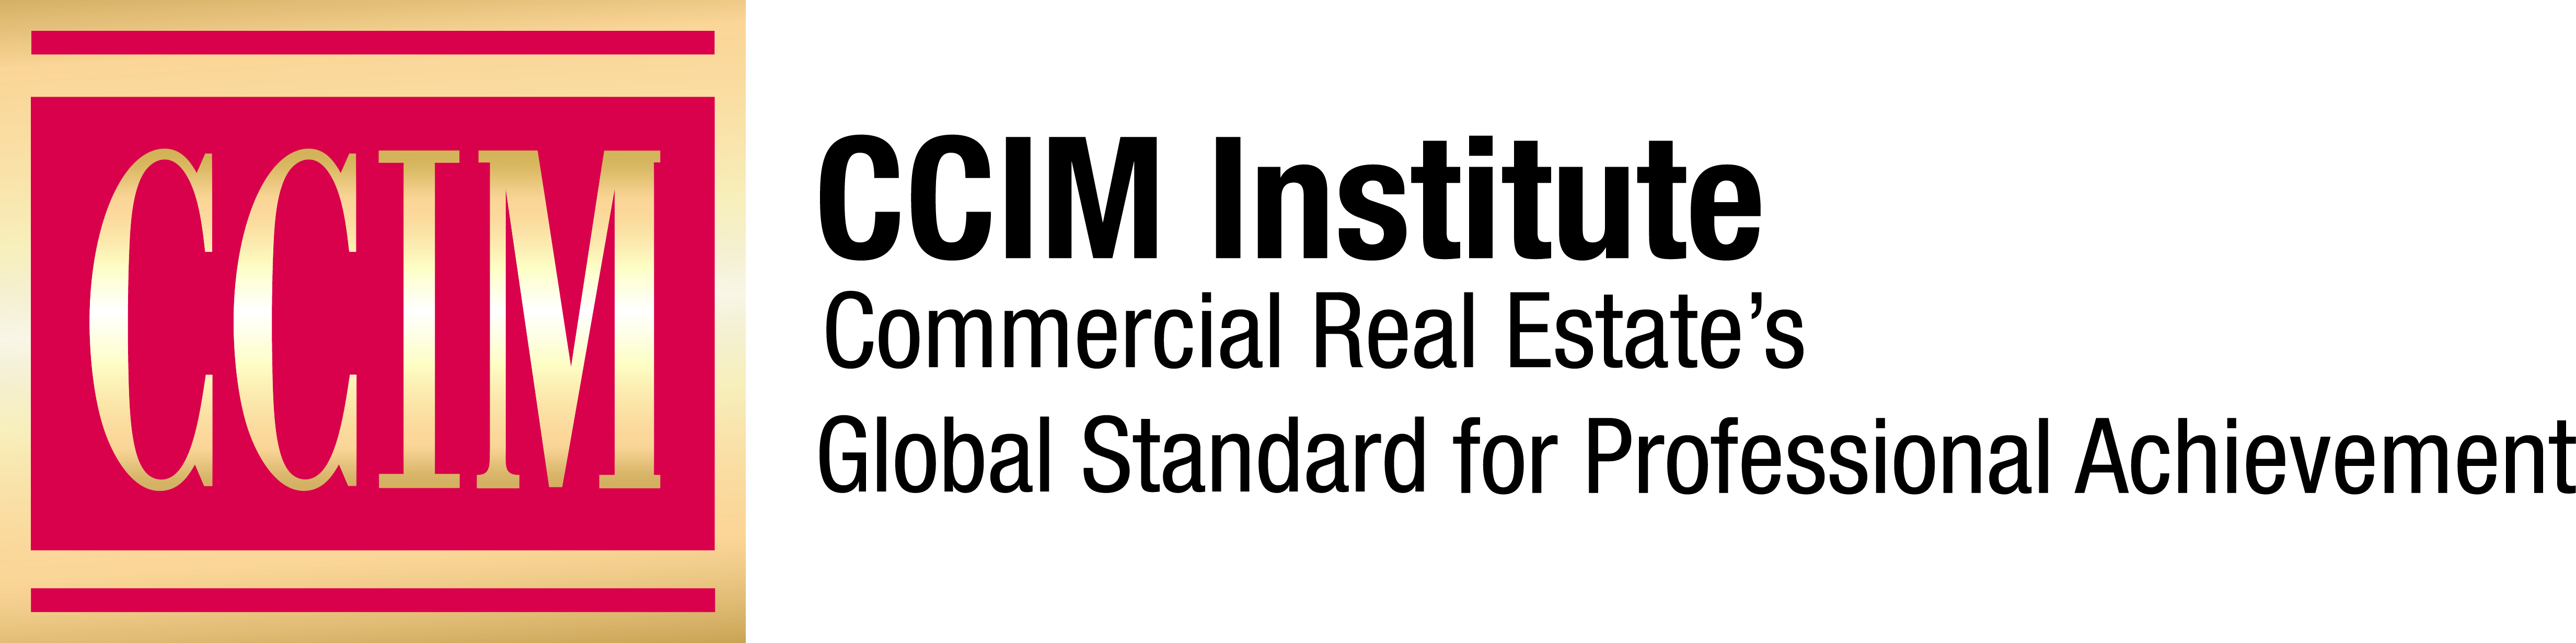 CCIM
CCIM Institute
Commercial Real Estate’s
Global Standard for Professional Achievement